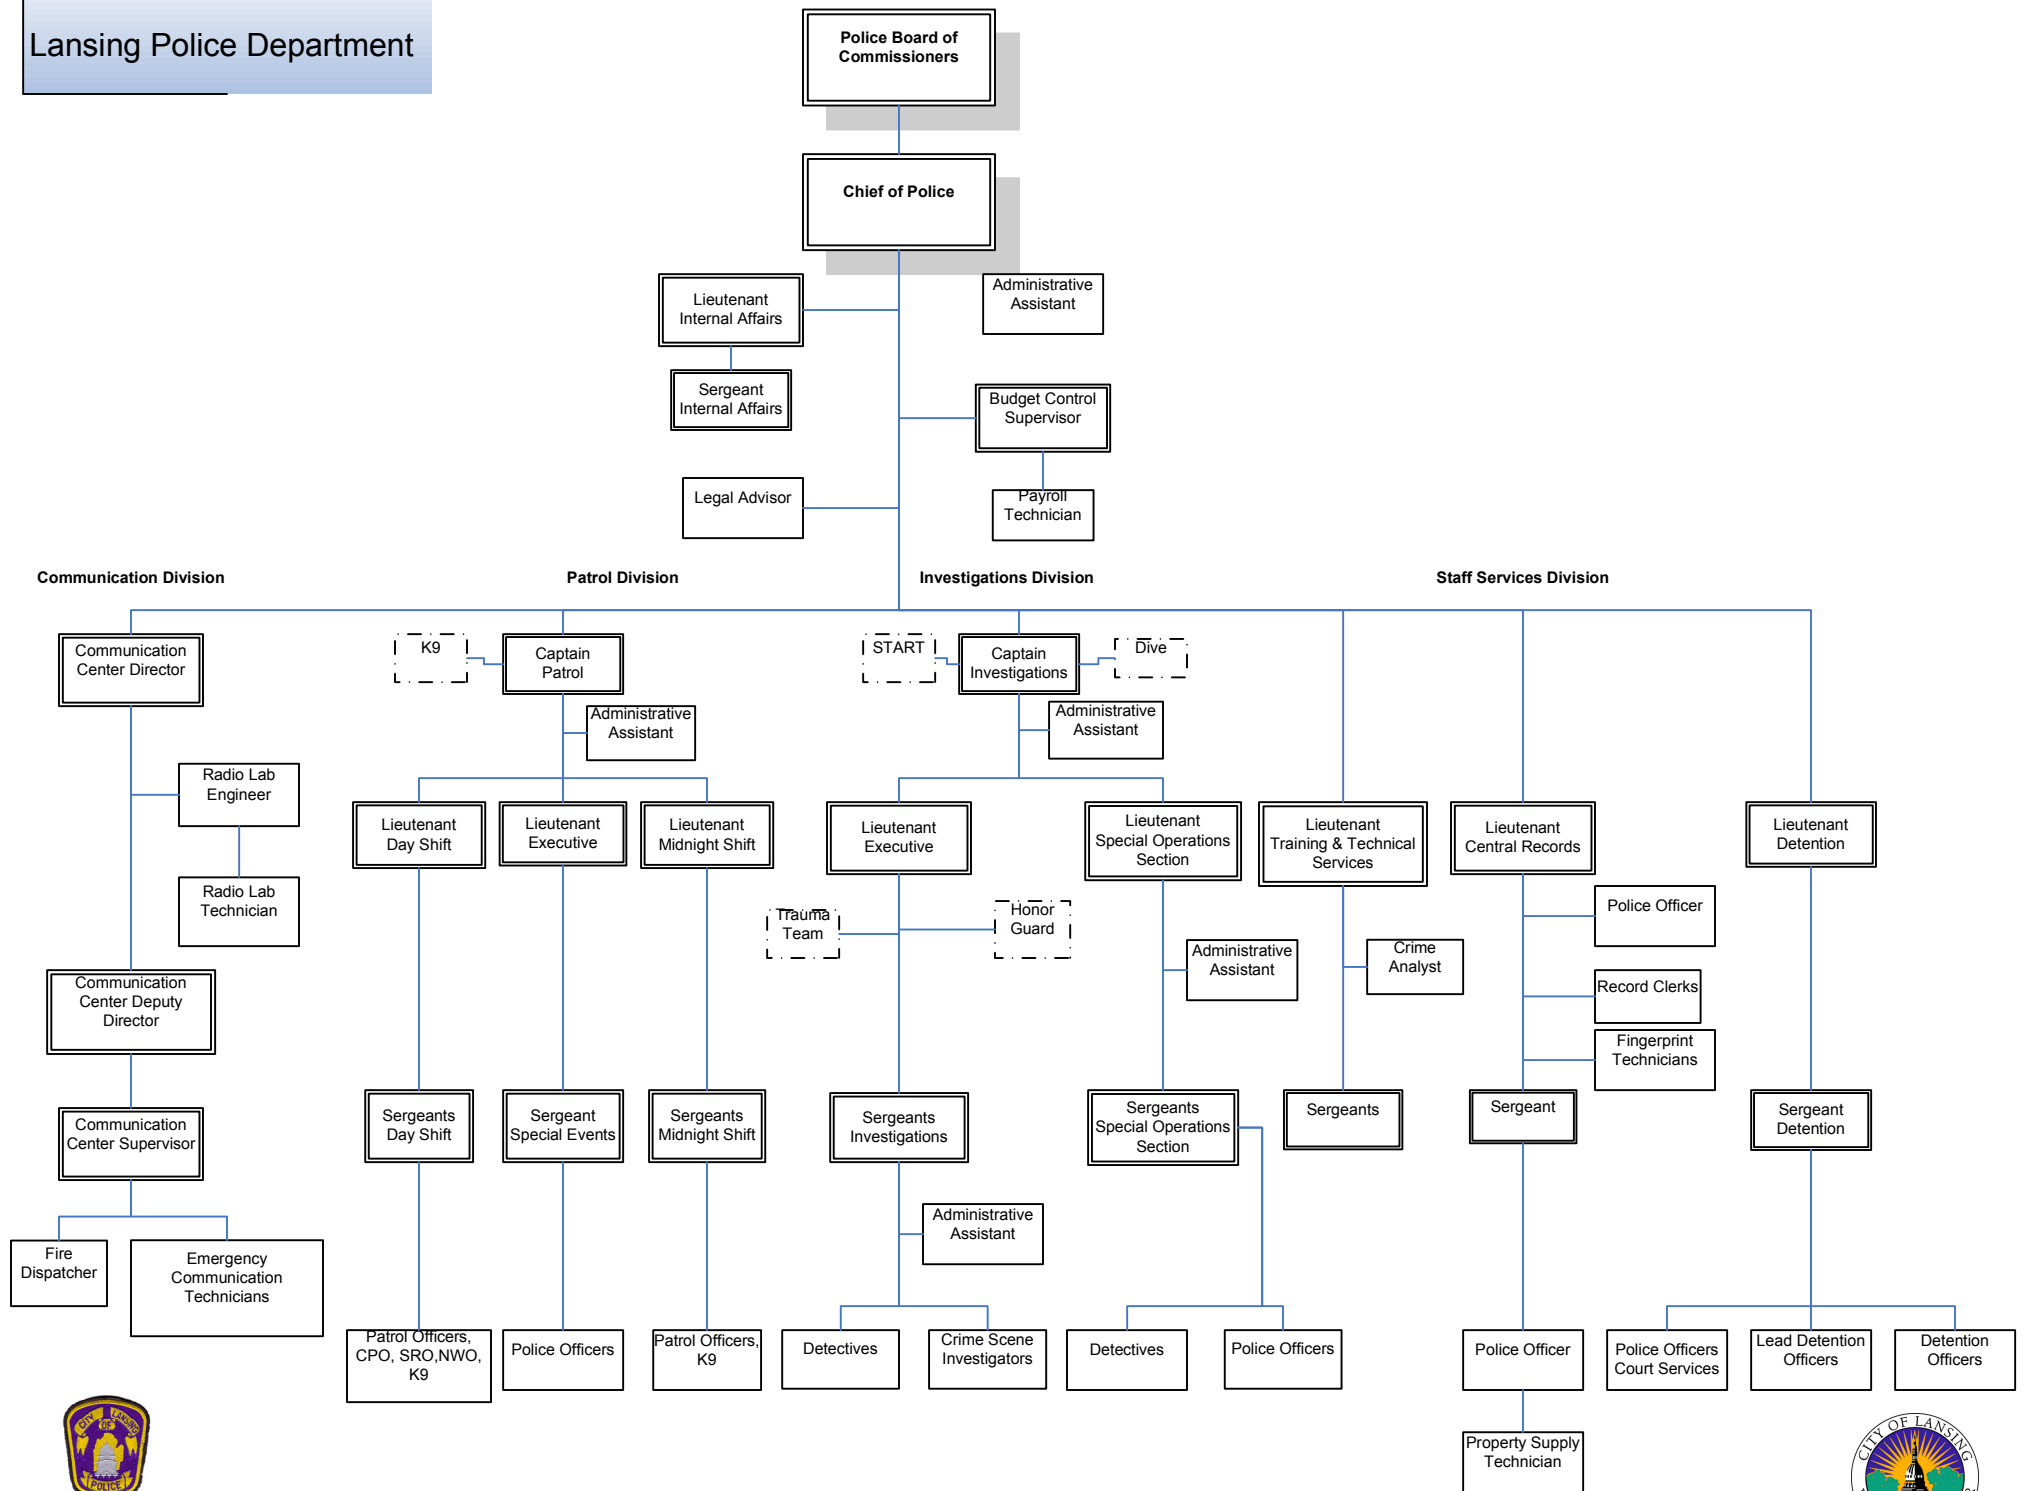 Lansing Police Department
Police Board of
Commissioners
Chief of Police
Lieutenant
Internal Affairs
Administrative
Assistant
Sergeant
Internal Affairs
Budget Control
Supervisor
Legal Advisor
Payroll
Technician
Communication Division
Patrol Division
Investigations Division
Staff Services Division
Communication
Center Director
K9
Captain
Patrol
START
Captain
Investigations
Dive
Administrative
Assistant
Administrative
Assistant
Radio Lab
Engineer
Lieutenant
Day Shift
Lieutenant
Executive
Lieutenant
Midnight Shift
Lieutenant
Executive
Lieutenant
Special Operations
Section
Lieutenant
Training & Technical
Services
Lieutenant
Central Records
Lieutenant
Detention
Radio Lab
Technician
Trauma
Team
Honor
Guard
Police Officer
Administrative
Assistant
Crime
Analyst
Communication
Center Deputy
Director
Record Clerks
Fingerprint
Technicians
Communication
Center Supervisor
Sergeants
Day Shift
Sergeant
Special Events
Sergeants
Midnight Shift
Sergeants
Investigations
Sergeants
Special Operations
Section
Sergeants
Sergeant
Sergeant
Detention
Administrative
Assistant
Fire
Dispatcher
Emergency
Communication
Technicians
Patrol Officers,
CPO, SRO,NWO,
K9
Police Officers
Patrol Officers,
K9
Detectives
Crime Scene
Investigators
Detectives
Police Officers
Police Officer
Police Officers
Court Services
Lead Detention
Officers
Detention
Officers
Property Supply
Technician
CITY OF LANSING
POLICE
CITY OF LANSING